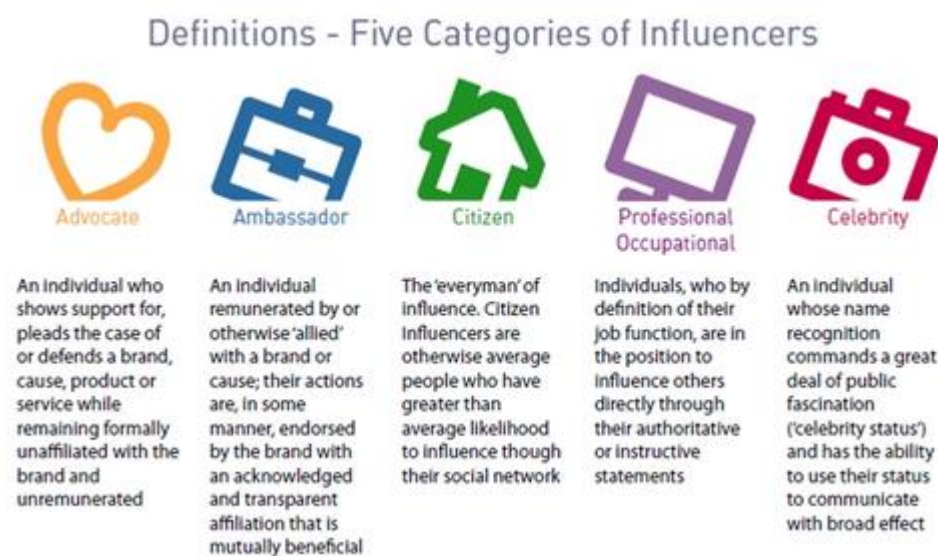 Definitions - Five Categories of Influencers
Advocate
An individual who
shows support for,
pleads the case of
or defends a brand,
cause, product or
service while
remaining formally
unaffiliated with the
brand and
unremunerated
Ambassador
An individual
remunerated by or
otherwise 'allied'
with a brand or
cause; their actions
are, in some
manner, endorsed
by the brand with
an acknowledged
and transparent
affiliation that is
mutually beneficial
Citizen
The 'everyman' of
influence. Citizen
Influencers are
otherwise average
people who have
greater than
average likelihood
to influence though
their social network
Professional
Occupational
Individuals, who by
definition of their
job function, are in
the position to
influence others
directly through
their authoritative
or instructive
statements
Celebrity
An individual
whose name
recognition
commands a great
deal of public
fascination
('celebrity status')
and has the ability
to use their status
to communicate
with broad effect